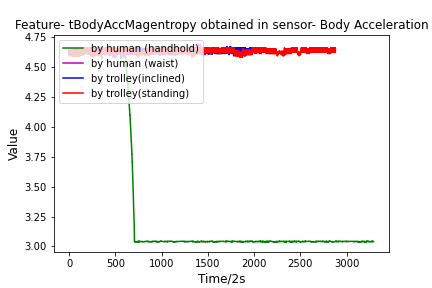 Feature- tBodyAccMagentropy obtained in sensor- Body Acceleration
4.75
4.50
4.25
4.00
3.75
3.50
3.25
3.00
Value
by human (handhold)
by human (waist)
by trolley(inclined)
by trolley(standing)
0 500 1000 1500 2000 2500 3000
Time/2s